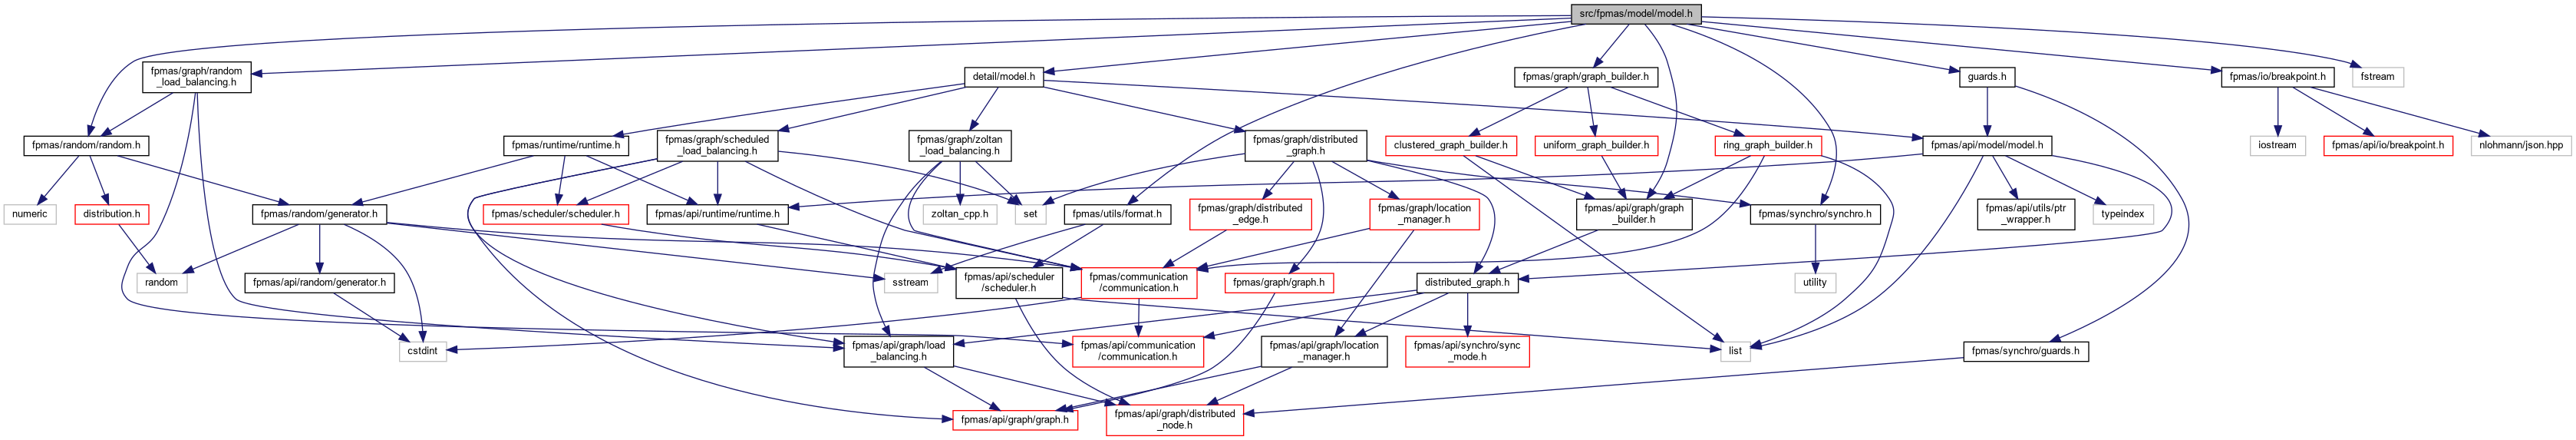 src/fpmas/model/model.h
fpmas/graph/random
_load_balancing.h
detail/model.h
fpmas/graph/graph_builder.h
guards.h
fpmas/io/breakpoint.h
fstream
fpmas/random/random.h
fpmas/runtime/runtime.h
fpmas/graph/scheduled
_load_balancing.h
fpmas/graph/zoltan
_load_balancing.h
fpmas/graph/distributed
_graph.h
clustered_graph_builder.h
uniform_graph_builder.h
ring_graph_builder.h
fpmas/api/model/model.h
iostream
fpmas/api/io/breakpoint.h
nlohmann/json.hpp
numeric
distribution.h
fpmas/random/generator.h
fpmas/scheduler/scheduler.h
fpmas/api/runtime/runtime.h
zoltan_cpp.h
set
fpmas/utils/format.h
fpmas/graph/distributed
_edge.h
fpmas/graph/location
_manager.h
fpmas/api/graph/graph
_builder.h
fpmas/synchro/synchro.h
fpmas/api/utils/ptr
_wrapper.h
typeindex
random
fpmas/api/random/generator.h
sstream
fpmas/api/scheduler
/scheduler.h
fpmas/communication
/communication.h
fpmas/graph/graph.h
distributed_graph.h
utility
cstdint
fpmas/api/graph/load
_balancing.h
fpmas/api/communication
/communication.h
fpmas/api/graph/location
_manager.h
fpmas/api/synchro/sync
_mode.h
list
fpmas/synchro/guards.h
fpmas/api/graph/graph.h
fpmas/api/graph/distributed
_node.h